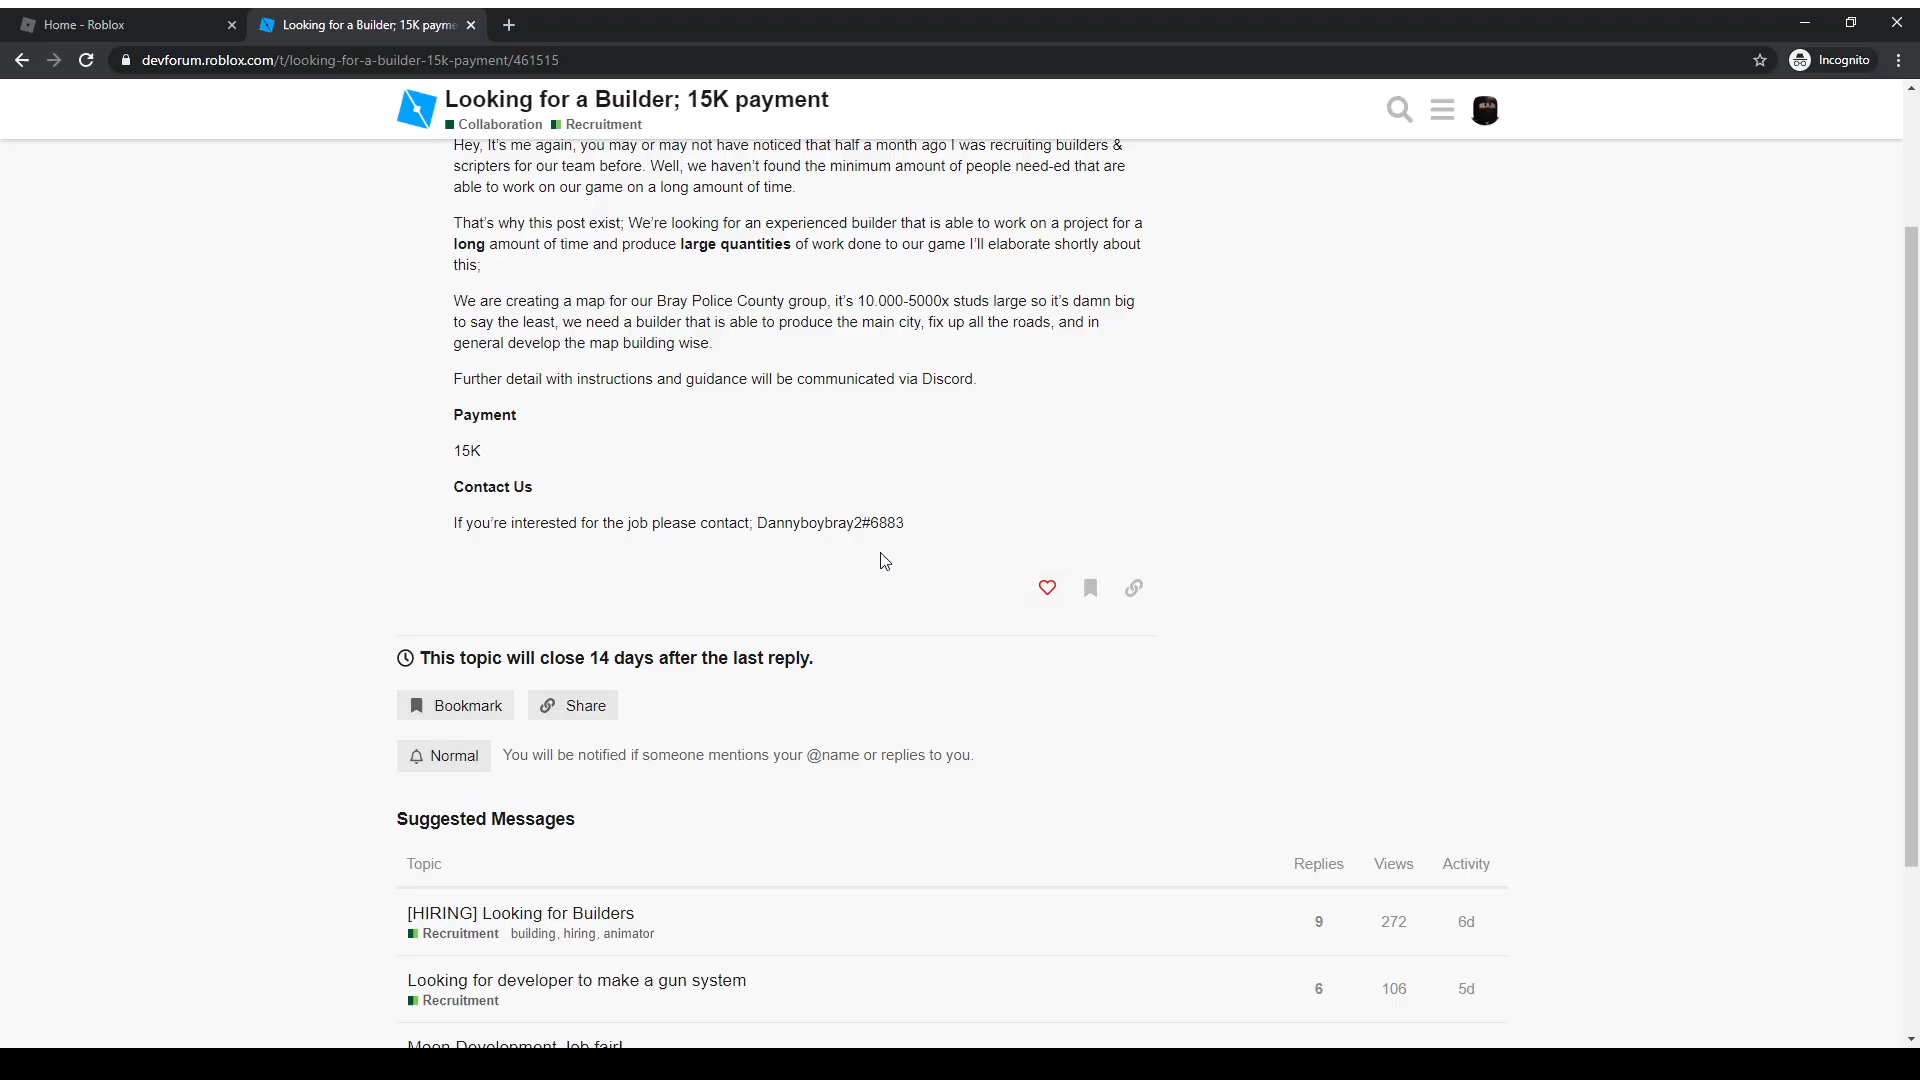 Home - Roblox
Looking for a Builder; 15K payme
devforum.roblox.com/t/looking-for-a-builder-15k-payment/461515
Incognito
Looking for a Builder; 15K payment
Collaboration Recruitment
Hey, It's me again, you may or may not have noticed that half a month ago I was recruiting builders &
scripters for our team before. Well, we haven't found the minimum amount of people need-ed that are
able to work on our game on a long amount of time.
That's why this post exist; We're looking for an experienced builder that is able to work on a project for a
long amount of time and produce large quantities of work done to our game I'll elaborate shortly about
this;
We are creating a map for our Bray Police County group, it's 10.000-5000x studs large so it's damn big
to say the least, we need a builder that is able to produce the main city, fix up all the roads, and in
general develop the map building wise.
Further detail with instructions and guidance will be communicated via Discord.
Payment
15K
Contact Us
If you're interested for the job please contact; Dannyboybray2#6883
This topic will close 14 days after the last reply.
Bookmark Share
Normal You will be notified if someone mentions your @name or replies to you.
Suggested Messages
Topic Replies Views Activity
[HIRING] Looking for Builders 9 272 6d
Recruitment building, hiring, animator
Looking for developer to make a gun system 6 106 5d
Recruitment
Moon Development Job fair!